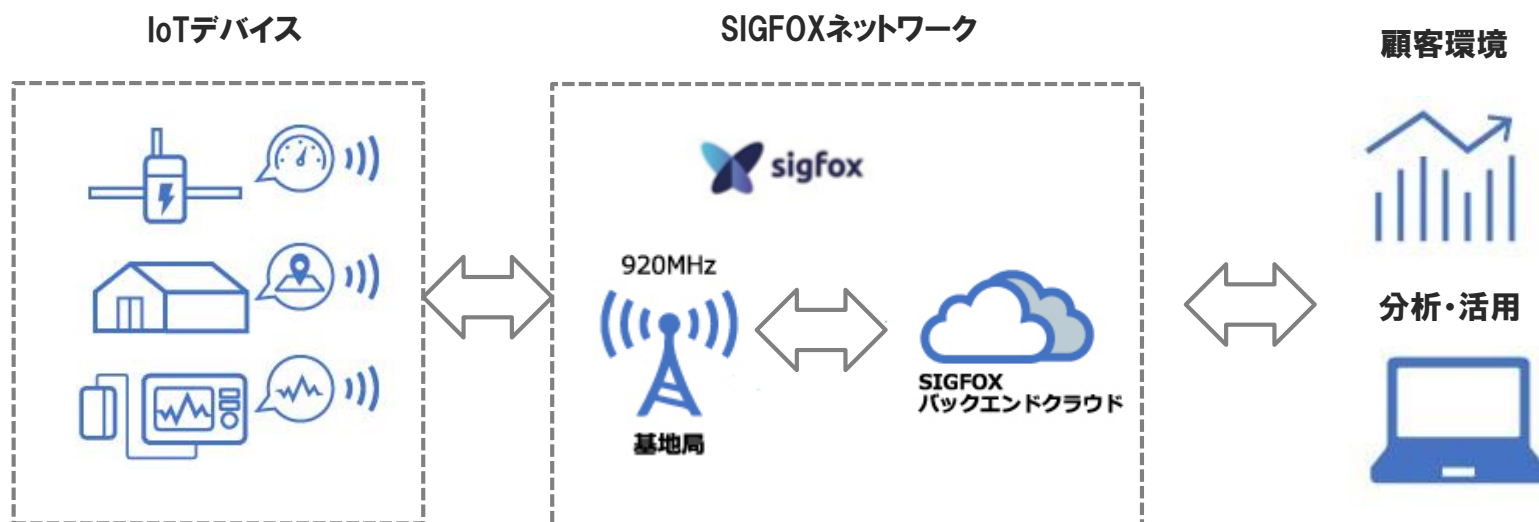 IoTデバイス
SIGFOXネットワーク
顧客環境
sigfox
920MHz
基地局
SIGFOX
バックエンドクラウド
分析・活用